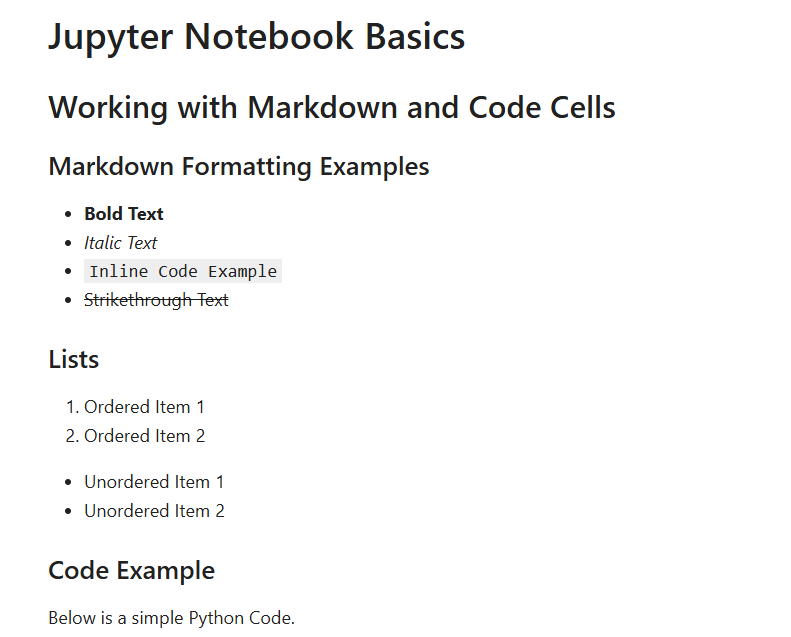 Jupyter Notebook Basics
Working with Markdown and Code Cells
Markdown Formatting Examples
• Bold Text
• Italic Text
• Inline Code Example
• Strikethrough Text
Lists
1. Ordered Item 1
2. Ordered Item 2
• Unordered Item 1
• Unordered Item 2
Code Example
Below is a simple Python Code.